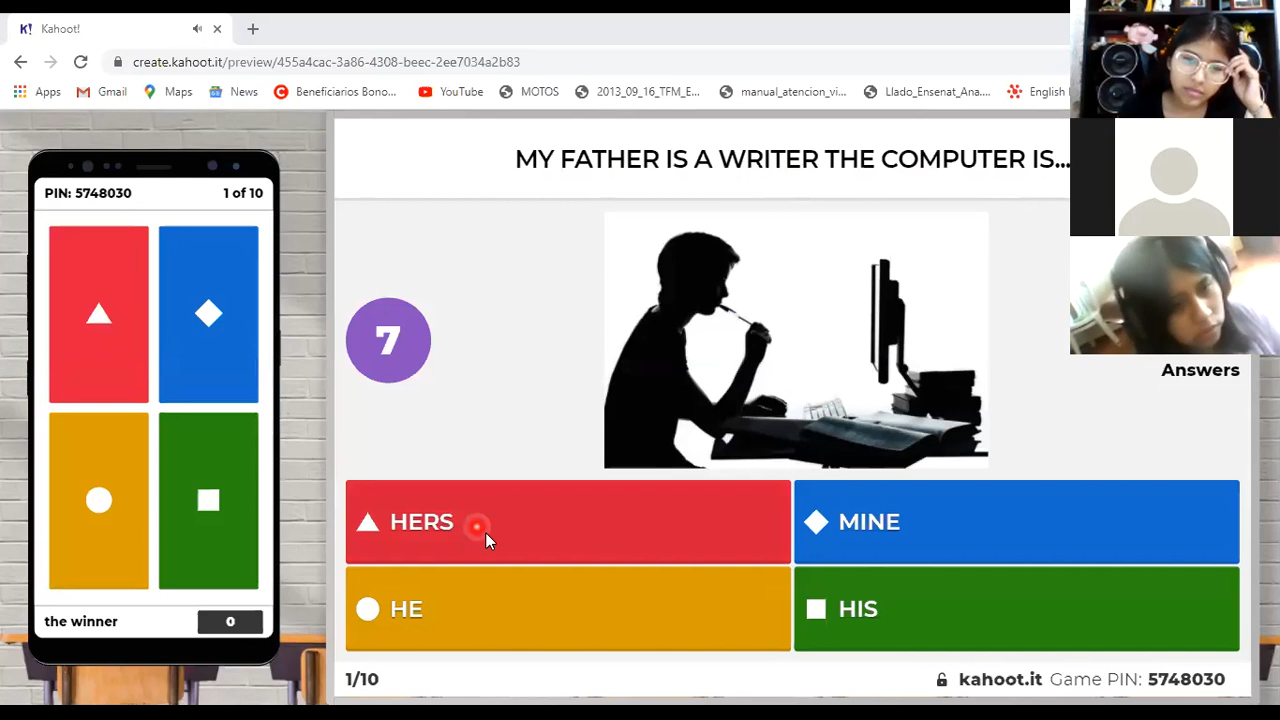 Kahoot!
create.kahoot.it/preview/455a4cac-3a86-4308-beec-2ee7034a2b83
Apps Gmail Maps News Beneficiarios Bono... YouTube MOTOS 2013_09_16_TFM_E... manual_atencion_vi... Llado_Ensenat_Ana.... English
PIN: 5748030 1 of 10
the winner 0
MY FATHER IS A WRITER THE COMPUTER IS...
7
Answers
HERS
MINE
HE
HIS
1/10
kahoot.it Game PIN: 5748030